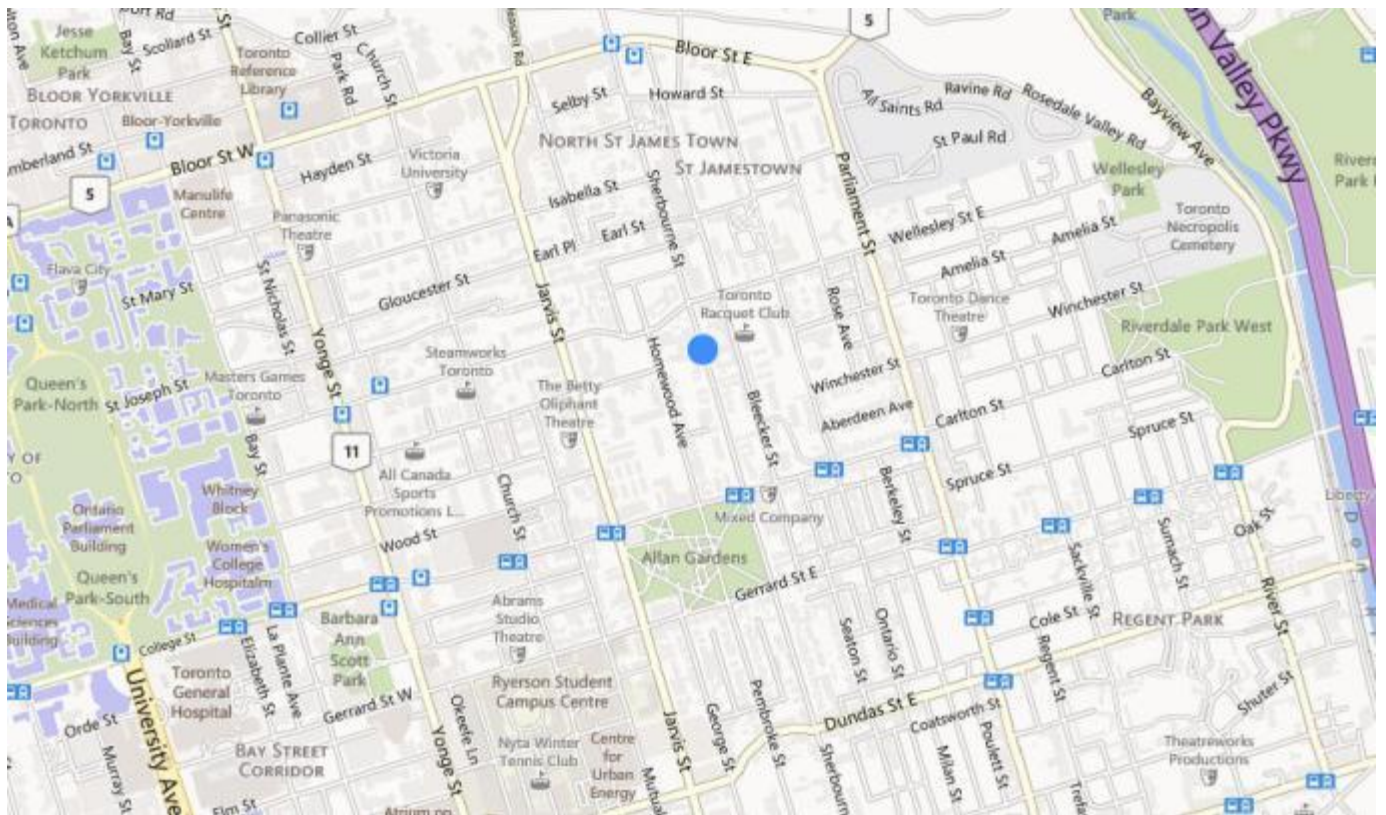 Jesse
Ketchum
Park
Bay St
Scollard St
Collier St
Park Rd
Church St
Toronto
Reference
Library
BLOOR YORKVILLE
TORONTO
Bloor-Yorkville
Bloor St W
5
Manulife
Centre
Hayden St
Victoria
University
Panasonic
Theatre
Flava City
St Mary St
St Nicholas St
Gloucester St
Yonge St
Queen's
Park-North
St Joseph St
Masters Games
Toronto
Bay St
Steamworks
Toronto
11
All Canada
Sports
Promotions L...
Whitney
Block
Ontario
Parliament
Building
Women's
College
Hospitalm
Queen's
Park-South
Medical
Building
College St
Wood St
Church St
Barbara
Ann
Scott
Park
Abrams
Studio
Theatre
La Plante Ave
Elizabeth St
Toronto
General
Hospital
Gerrard St W
Orde St
Murray St
University Ave
BAY STREET
CORRIDOR
Elm St
Yonge St
Okeefe Ln
Ryerson Student
Campus Centre
Nyta Winter
Tennis Club
Centre
for
Urban
Energy
Bloor St E
5
Selby St
Howard St
NORTH ST JAMES TOWN
ST JAMESTOWN
Isabella St
Sherbourne St
Earl St
Earl Pl
Jarvis St
Toronto
Racquet Club
Homewood Ave
The Betty
Oliphant
Theatre
Bleecker St
Rose Ave
Winchester St
Aberdeen Ave
Mixed Company
Allan Gardens
Gerrard St E
Parliament St
All Saints Rd
Ravine Rd
Rosedale Valley Rd
St Paul Rd
Bayview Ave
Park
Wellesley
Park
Wellesley St E
Amelia St
Amelia St
Toronto
Necropolis
Cemetery
Toronto Dance
Theatre
Winchester St
Riverdale Park West
Carlton St
Carlton St
Spruce St
Spruce St
Berkeley St
Sackville St
Sumach St
Oak St
River St
Cole St
REGENT PARK
Regent St
Seaton St
Ontario St
Dundas St E
Coatsworth St
Shuter St
Jarvis St
George St
Pembroke St
Milan St
Poulett St
Theatreworks
Productions